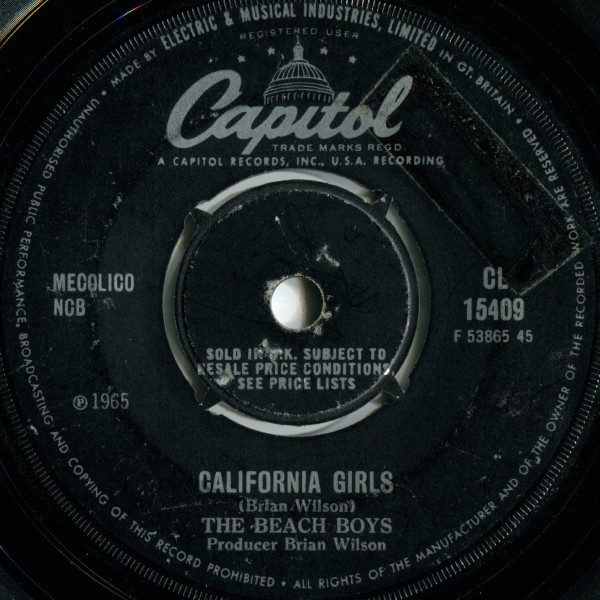 MADE BY ELECTRIC & MUSICAL INDUSTRIES, LIMITED IN GT. BRITAIN •
REGISTERED USER
Capitol
TRADE MARKS REGD.
A CAPITOL RECORDS, INC., U.S.A. RECORDING
MECOLICO
NCB
CL
15409
F 53865 45
SOLD IN U.K. SUBJECT TO
RESALE PRICE CONDITIONS,
SEE PRICE LISTS
℗ 1965
CALIFORNIA GIRLS
(Brian Wilson)
THE BEACH BOYS
Producer Brian Wilson
UNAUTHORISED PUBLIC PERFORMANCE, BROADCASTING AND COPYING OF THIS RECORD PROHIBITED • ALL RIGHTS OF THE MANUFACTURER AND OF THE OWNER OF THE RECORDED WORK ARE RESERVED •